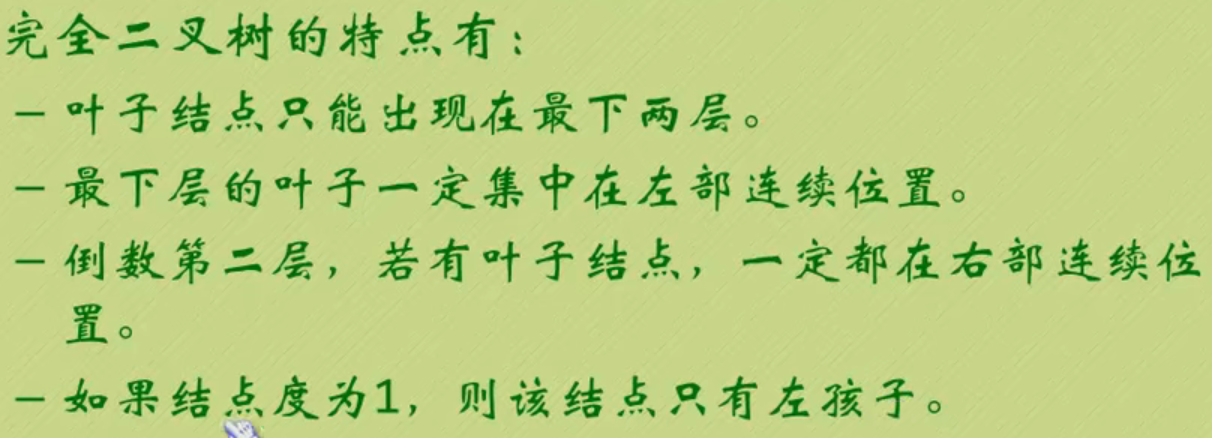 完全二叉树的特点有：
– 叶子结点只能出现在最下两层。
– 最下层的叶子一定集中在左部连续位置。
– 倒数第二层，若有叶子结点，一定都在右部连续位
置。
– 如果结点度为1，则该结点只有左孩子。